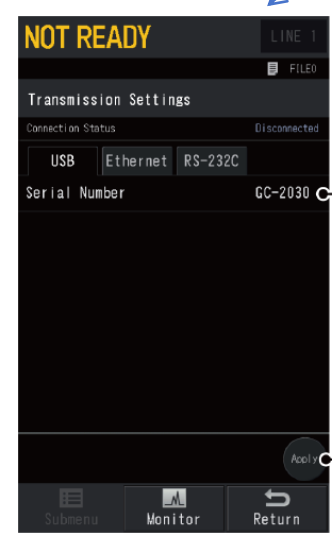 NOT READY LINE 1
FILE0
Transmission Settings
Connection Status Disconnected
USB Ethernet RS-232C
Serial Number GC-2030
Apply
Submenu Monitor Return